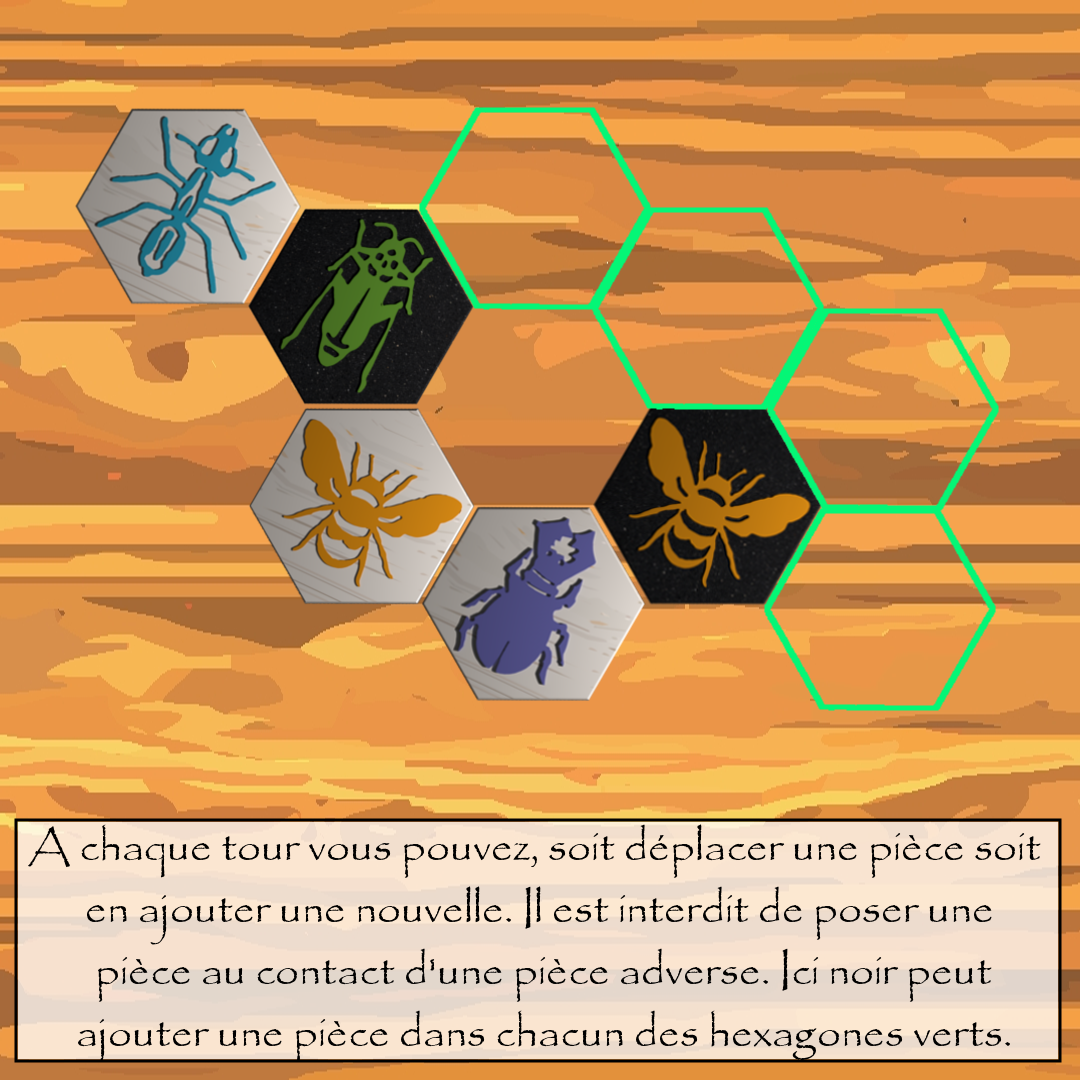 A chaque tour vous pouvez, soit déplacer une pièce soit
en ajouter une nouvelle. Il est interdit de poser une
pièce au contact d'une pièce adverse. Ici noir peut
ajouter une pièce dans chacun des hexagones verts.